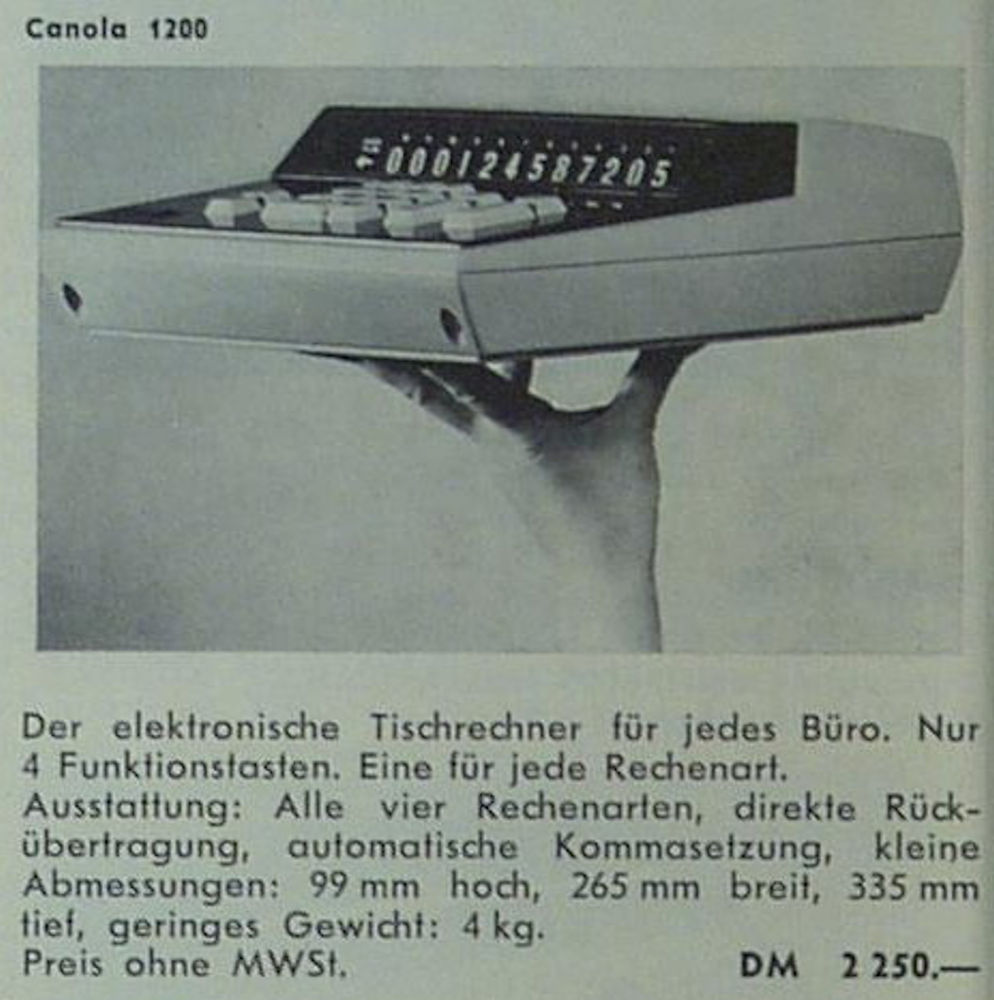 Canola 1200
000124587205
Der elektronische Tischrechner für jedes Büro. Nur
4 Funktionstasten. Eine für jede Rechenart.
Ausstattung: Alle vier Rechenarten, direkte Rück-
übertragung, automatische Kommasetzung, kleine
Abmessungen: 99 mm hoch, 265 mm breit, 335 mm
tief, geringes Gewicht: 4 kg.
Preis ohne MWSt. DM 2 250.—